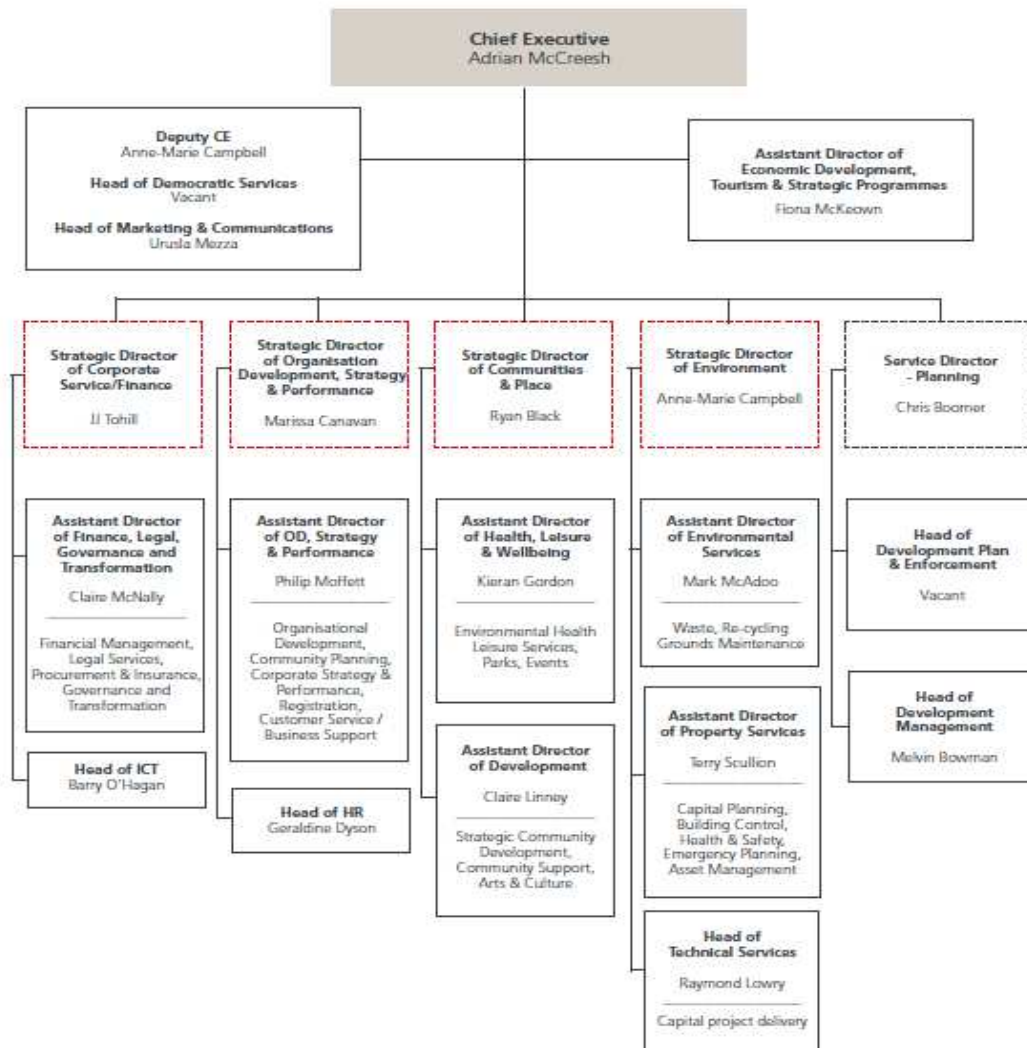 Chief Executive
Adrian McCreesh
Deputy CE
Anne-Marie Campbell
Head of Democratic Services
Vacant
Head of Marketing & Communications
Urusla Mezza
Assistant Director of
Economic Development,
Tourism & Strategic Programmes
Fiona McKeown
Strategic Director
of Corporate
Service/Finance
JJ Tohill
Strategic Director
of Organisation
Development, Strategy
& Performance
Marissa Canavan
Strategic Director
of Communities
& Place
Ryan Black
Strategic Director
of Environment
Anne-Marie Campbell
Service Director
- Planning
Chris Boomer
Assistant Director
of Finance, Legal,
Governance and
Transformation
Claire McNally
Financial Management,
Legal Services,
Procurement & Insurance,
Governance and
Transformation
Head of ICT
Barry O'Hagan
Assistant Director
of OD, Strategy
& Performance
Philip Moffett
Organisational
Development,
Community Planning,
Corporate Strategy &
Performance,
Registration,
Customer Service /
Business Support
Head of HR
Geraldine Dyson
Assistant Director
of Health, Leisure
& Wellbeing
Kieran Gordon
Environmental Health
Leisure Services,
Parks, Events
Assistant Director
of Development
Claire Linney
Strategic Community
Development,
Community Support,
Arts & Culture
Assistant Director
of Environmental
Services
Mark McAdoo
Waste, Re-cycling
Grounds Maintenance
Assistant Director
of Property Services
Terry Scullion
Capital Planning,
Building Control,
Health & Safety,
Emergency Planning,
Asset Management
Head of
Technical Services
Raymond Lowry
Capital project delivery
Head of
Development Plan
& Enforcement
Vacant
Head of
Development
Management
Melvin Bowman